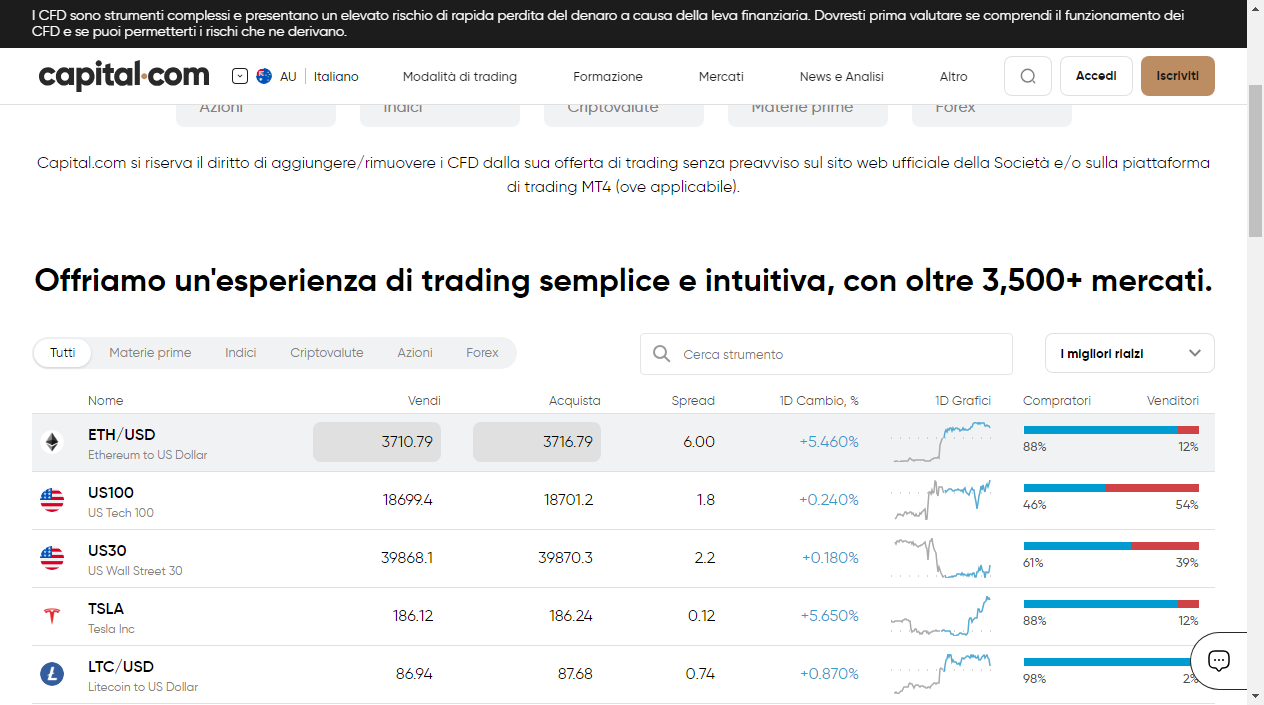 I CFD sono strumenti complessi e presentano un elevato rischio di rapida perdita del denaro a causa della leva finanziaria. Dovresti prima valutare se comprendi il funzionamento dei
CFD e se puoi permetterti i rischi che ne derivano.
capital.com
AU Italiano Modalità di trading Formazione Mercati News e Analisi Altro Accedi Iscriviti
Azioni Indici Criptovalute Materie prime Forex
Capital.com si riserva il diritto di aggiungere/rimuovere i CFD dalla sua offerta di trading senza preavviso sul sito web ufficiale della Società e/o sulla piattaforma
di trading MT4 (ove applicabile).
Offriamo un'esperienza di trading semplice e intuitiva, con oltre 3,500+ mercati.
Tutti Materie prime Indici Criptovalute Azioni Forex Cerca strumento I migliori rialzi
Nome Vendi Acquista Spread 1D Cambio, % 1D Grafici Compratori Venditori
ETH/USD 3710.79 3716.79 6.00 +5.460%
Ethereum to US Dollar 88% 12%
US100 18699.4 18701.2 1.8 +0.240%
US Tech 100 46% 54%
US30 39868.1 39870.3 2.2 +0.180%
US Wall Street 30 61% 39%
TSLA 186.12 186.24 0.12 +5.650%
Tesla Inc 88% 12%
LTC/USD 86.94 87.68 0.74 +0.870%
Litecoin to US Dollar 98% 2%